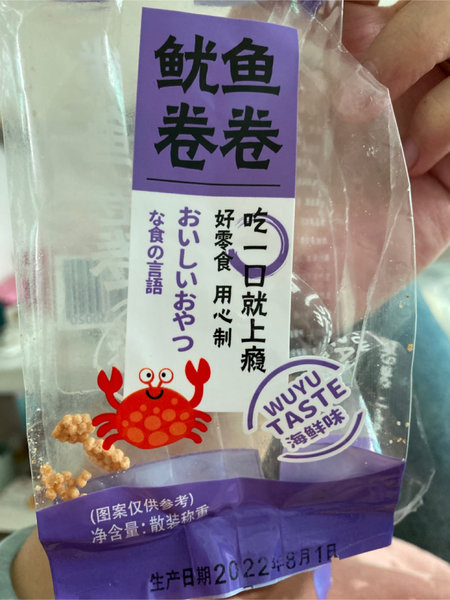 鱿鱼
卷卷
吃一口就上瘾
好零食 用心制
おいしいおやつ
な食の言語
WUYU
TASTE
海鲜味
(图案仅供参考)
净含量:散装称重
生产日期2022年8月1日